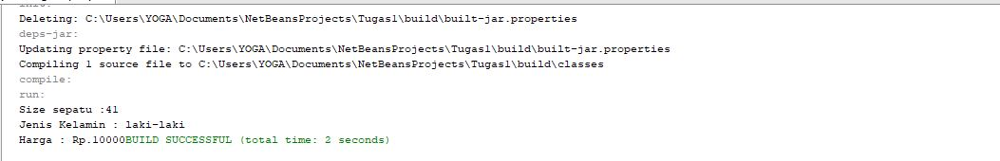 Deleting: C:\Users\YOGA\Documents\NetBeansProjects\Tugas1\build\built-jar.properties
deps-jar:
Updating property file: C:\Users\YOGA\Documents\NetBeansProjects\Tugas1\build\built-jar.properties
Compiling 1 source file to C:\Users\YOGA\Documents\NetBeansProjects\Tugas1\build\classes
compile:
run:
Size sepatu :41
Jenis Kelamin : laki-laki
Harga : Rp.10000BUILD SUCCESSFUL (total time: 2 seconds)